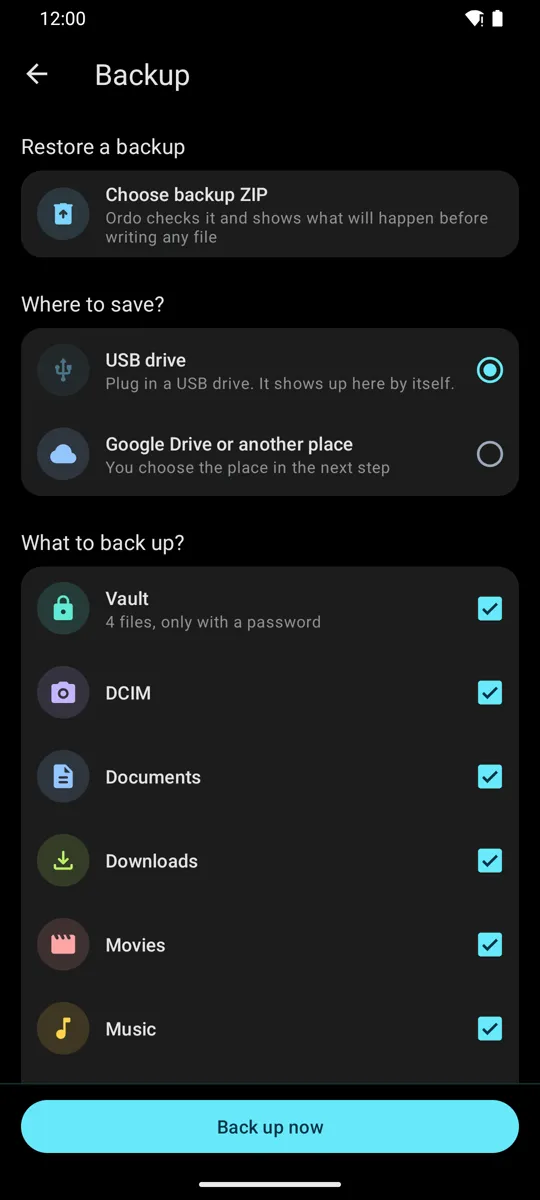 12:00
Backup
Restore a backup
Choose backup ZIP
Ordo checks it and shows what will happen before
writing any file
Where to save?
USB drive
Plug in a USB drive. It shows up here by itself.
Google Drive or another place
You choose the place in the next step
What to back up?
Vault
4 files, only with a password
DCIM
Documents
Downloads
Movies
Music
Back up now